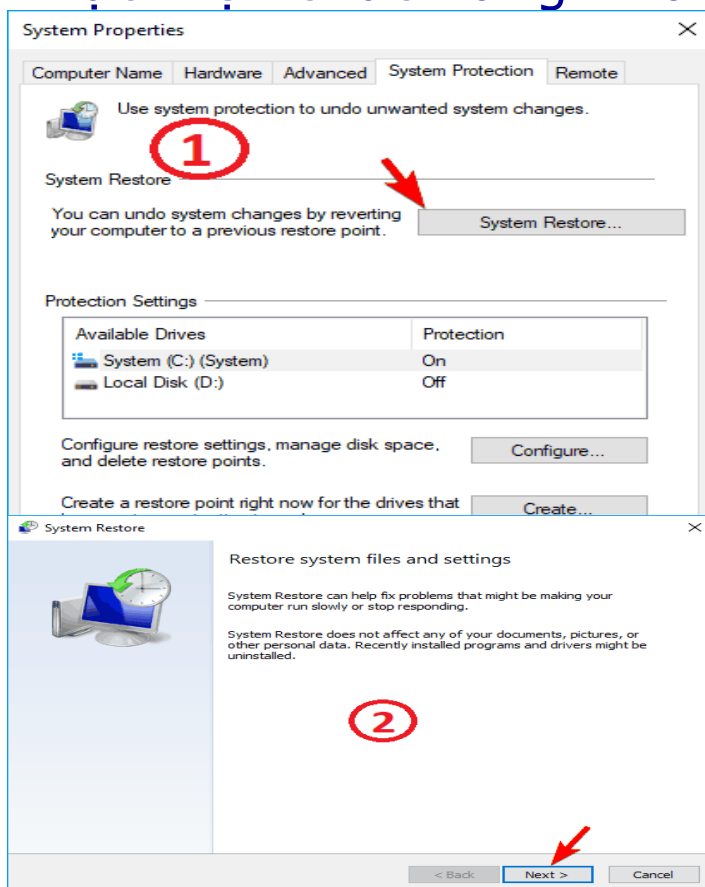 System Properties
Computer Name Hardware Advanced System Protection Remote
Use system protection to undo unwanted system changes.
1
System Restore
You can undo system changes by reverting
your computer to a previous restore point.
System Restore...
Protection Settings
Available Drives Protection
System (C:) (System) On
Local Disk (D:) Off
Configure restore settings, manage disk space,
and delete restore points.
Configure...
Create a restore point right now for the drives that
Create...
System Restore
Restore system files and settings
System Restore can help fix problems that might be making your
computer run slowly or stop responding.
System Restore does not affect any of your documents, pictures, or
other personal data. Recently installed programs and drivers might be
uninstalled.
2
< Back Next > Cancel